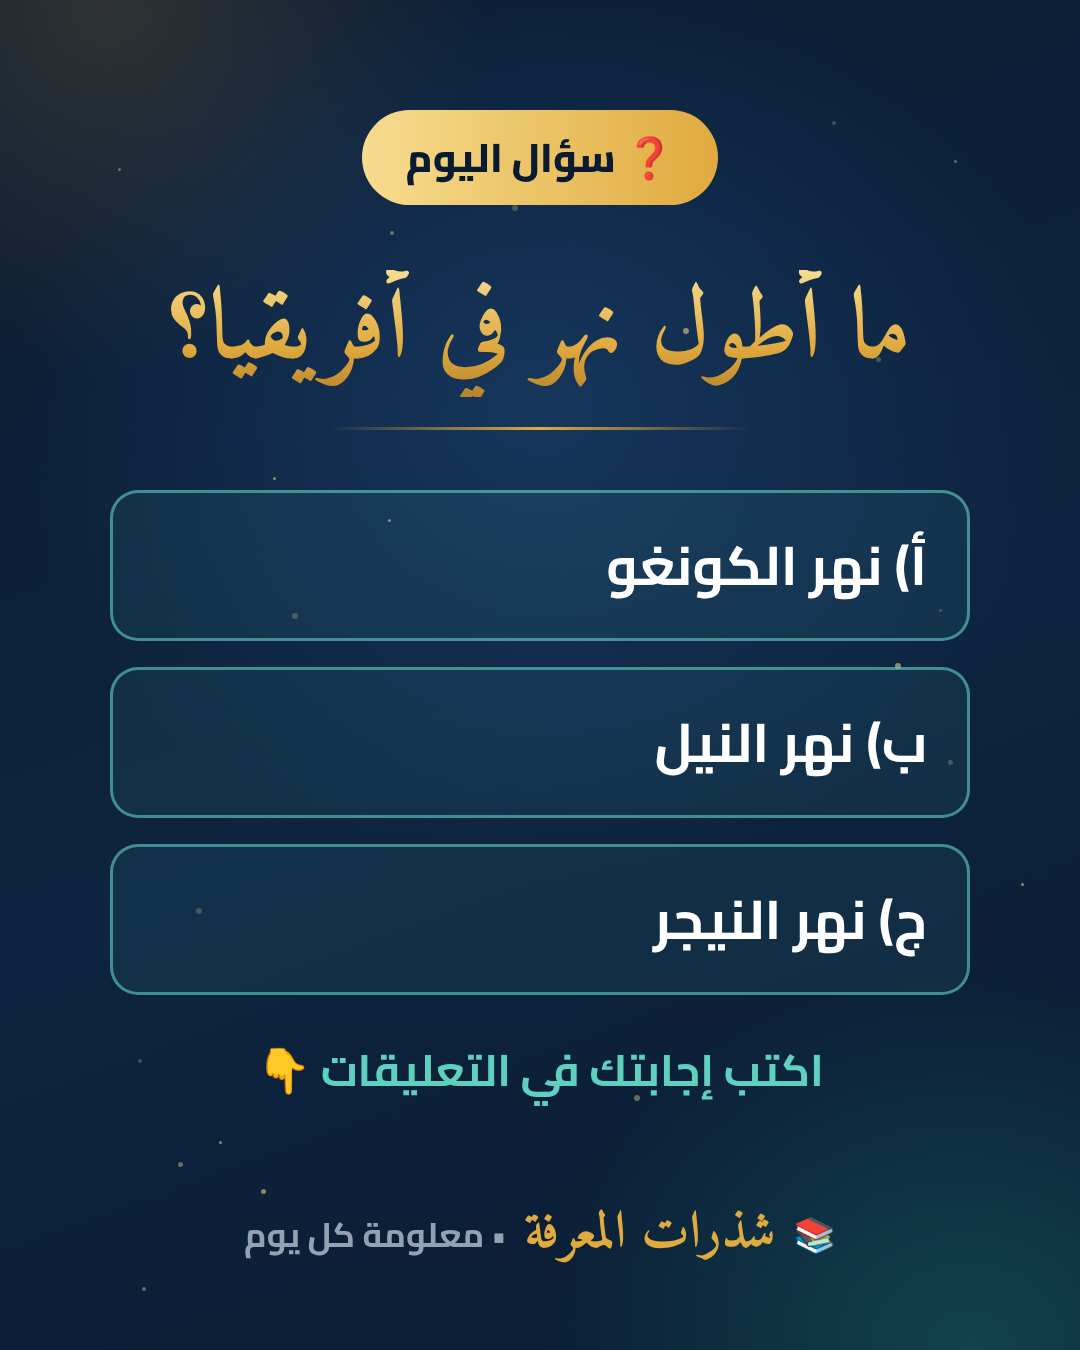 ❓ سؤال اليوم
ما أطول نهر في أفريقيا؟
أ) نهر الكونغو
ب) نهر النيل
ج) نهر النيجر
اكتب إجابتك في التعليقات 👇
📚 شذرات المعرفة ▪ معلومة كل يوم